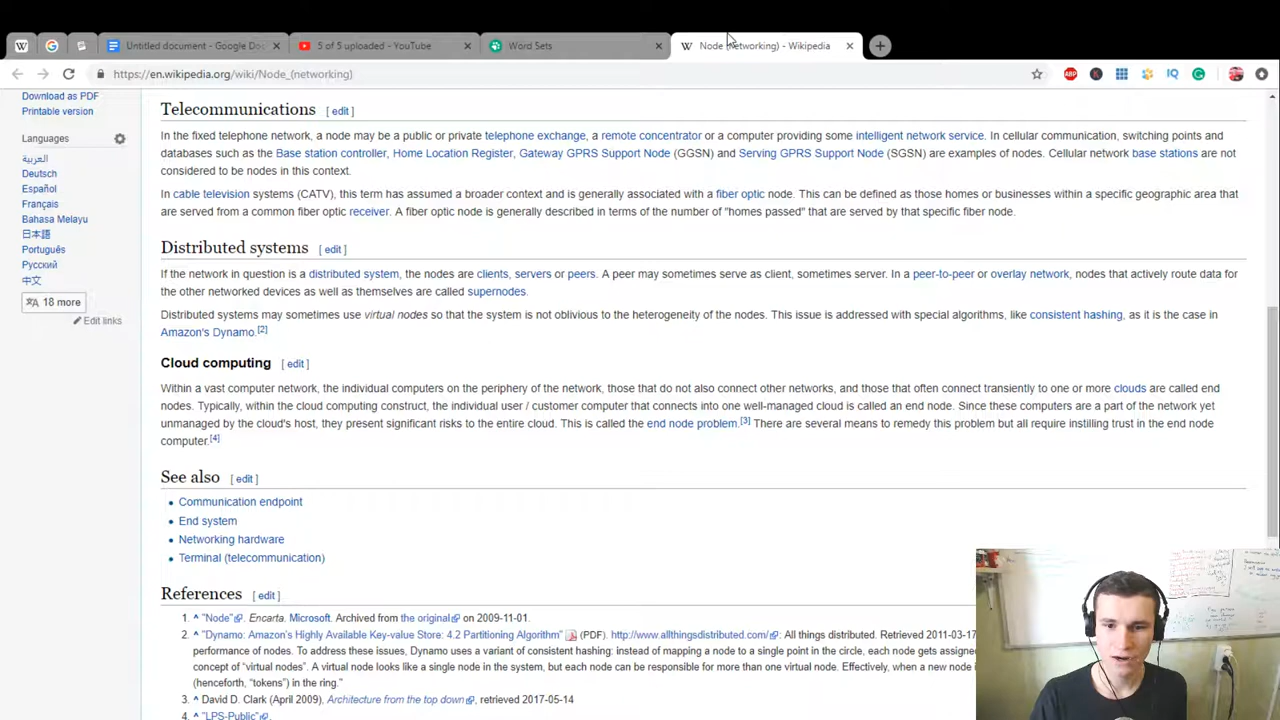 Untitled document - Google Doc
5 of 5 uploaded - YouTube
Word Sets
Node (networking) - Wikipedia
https://en.wikipedia.org/wiki/Node_(networking)
ABP
IQ
Download as PDF
Printable version
Languages
العربية
Deutsch
Español
Français
Bahasa Melayu
日本語
Português
Русский
中文
18 more
Edit links
Telecommunications [ edit ]
In the fixed telephone network, a node may be a public or private telephone exchange, a remote concentrator or a computer providing some intelligent network service. In cellular communication, switching points and
databases such as the Base station controller, Home Location Register, Gateway GPRS Support Node (GGSN) and Serving GPRS Support Node (SGSN) are examples of nodes. Cellular network base stations are not
considered to be nodes in this context.
In cable television systems (CATV), this term has assumed a broader context and is generally associated with a fiber optic node. This can be defined as those homes or businesses within a specific geographic area that
are served from a common fiber optic receiver. A fiber optic node is generally described in terms of the number of "homes passed" that are served by that specific fiber node.
Distributed systems [ edit ]
If the network in question is a distributed system, the nodes are clients, servers or peers. A peer may sometimes serve as client, sometimes server. In a peer-to-peer or overlay network, nodes that actively route data for
the other networked devices as well as themselves are called supernodes.
Distributed systems may sometimes use virtual nodes so that the system is not oblivious to the heterogeneity of the nodes. This issue is addressed with special algorithms, like consistent hashing, as it is the case in
Amazon's Dynamo.[2]
Cloud computing [ edit ]
Within a vast computer network, the individual computers on the periphery of the network, those that do not also connect other networks, and those that often connect transiently to one or more clouds are called end
nodes. Typically, within the cloud computing construct, the individual user / customer computer that connects into one well-managed cloud is called an end node. Since these computers are a part of the network yet
unmanaged by the cloud's host, they present significant risks to the entire cloud. This is called the end node problem.[3] There are several means to remedy this problem but all require instilling trust in the end node
computer.[4]
See also [ edit ]
Communication endpoint
End system
Networking hardware
Terminal (telecommunication)
References [ edit ]
1. ^ "Node". Encarta. Microsoft. Archived from the original on 2009-11-01.
2. ^ "Dynamo: Amazon's Highly Available Key-value Store: 4.2 Partitioning Algorithm" (PDF). http://www.allthingsdistributed.com/: All things distributed. Retrieved 2011-03-17
performance of nodes. To address these issues, Dynamo uses a variant of consistent hashing: instead of mapping a node to a single point in the circle, each node gets assigned
concept of "virtual nodes". A virtual node looks like a single node in the system, but each node can be responsible for more than one virtual node. Effectively, when a new node i
(henceforth, "tokens") in the ring."
3. ^ David D. Clark (April 2009), Architecture from the top down, retrieved 2017-05-14
4. ^ "LPS-Public".